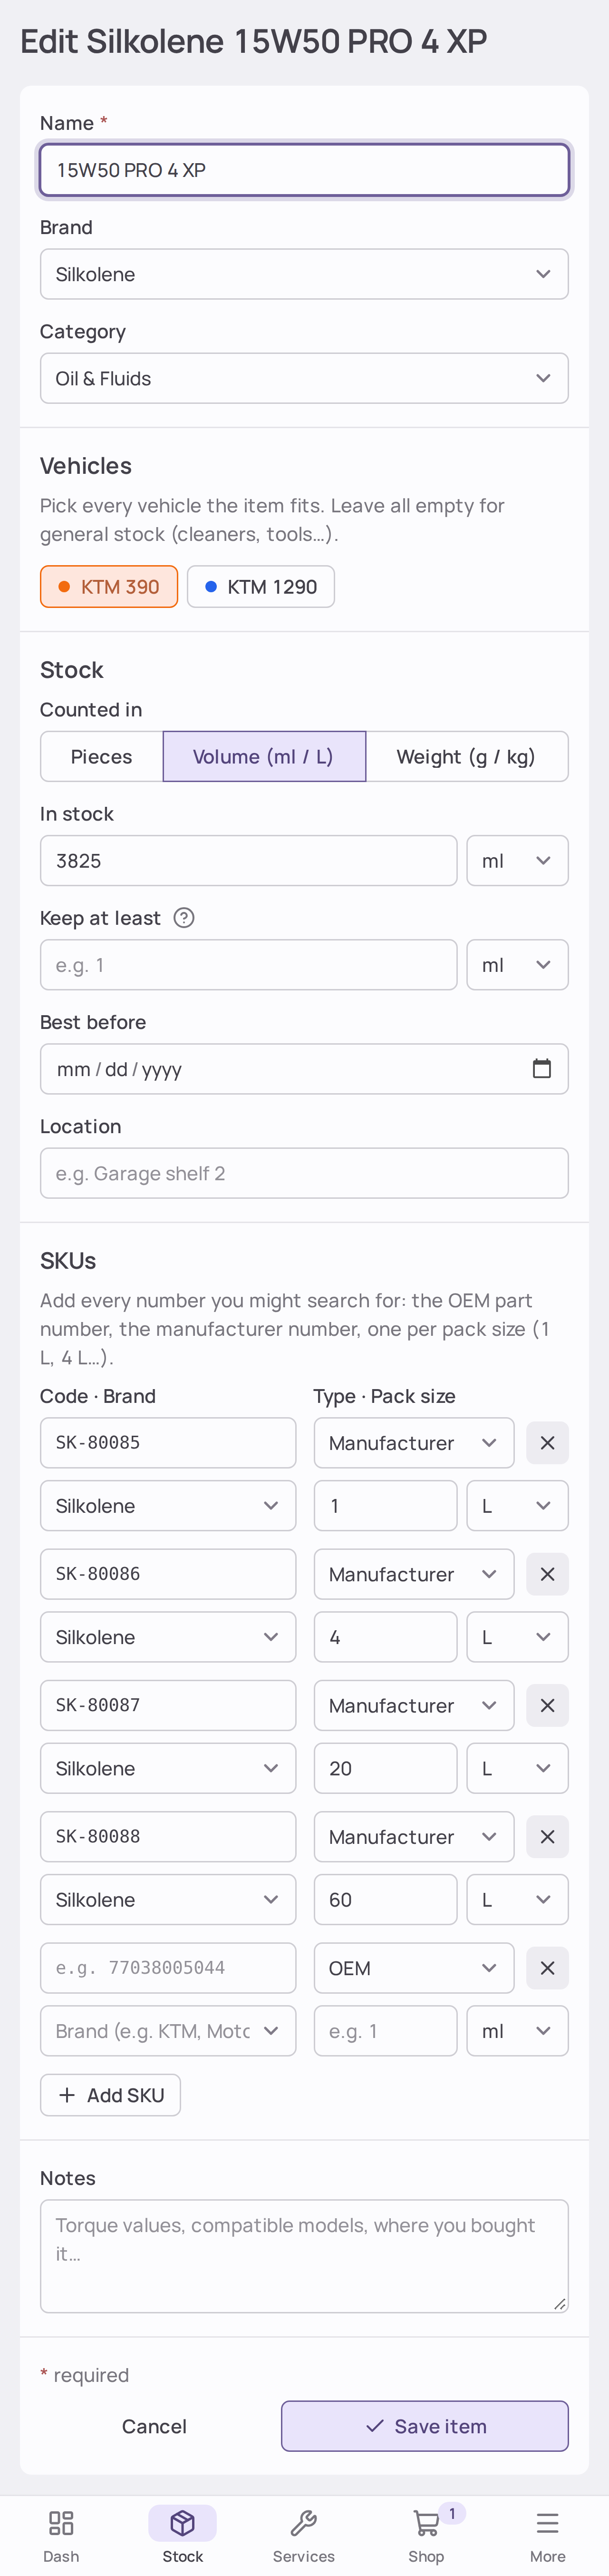 Edit Silkolene 15W50 PRO 4 XP
Name *
15W50 PRO 4 XP
Brand
Silkolene
Category
Oil & Fluids
Vehicles
Pick every vehicle the item fits. Leave all empty for
general stock (cleaners, tools…).
KTM 390
KTM 1290
Stock
Counted in
Pieces
Volume (ml / L)
Weight (g / kg)
In stock
3825
ml
Keep at least
e.g. 1
ml
Best before
mm / dd / yyyy
Location
e.g. Garage shelf 2
SKUs
Add every number you might search for: the OEM part
number, the manufacturer number, one per pack size (1
L, 4 L…).
Code · Brand
Type · Pack size
SK-80085
Manufacturer
Silkolene
1
L
SK-80086
Manufacturer
Silkolene
4
L
SK-80087
Manufacturer
Silkolene
20
L
SK-80088
Manufacturer
Silkolene
60
L
e.g. 77038005044
OEM
Brand (e.g. KTM, Motc
e.g. 1
ml
Add SKU
Notes
Torque values, compatible models, where you bought
it…
* required
Cancel
Save item
1
Dash
Stock
Services
Shop
More